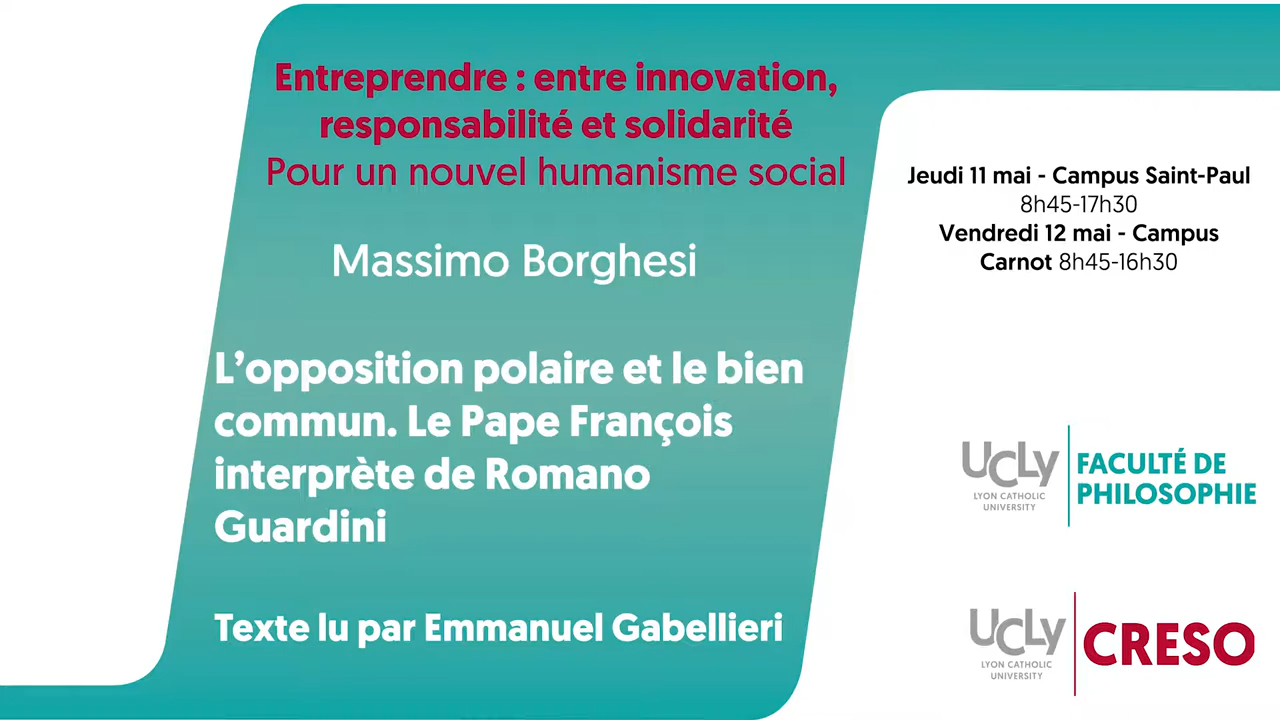 Entreprendre : entre innovation,
responsabilité et solidarité
Pour un nouvel humanisme social
Massimo Borghesi
L'opposition polaire et le bien
commun. Le Pape François
interprète de Romano
Guardini
Texte lu par Emmanuel Gabellieri
Jeudi 11 mai - Campus Saint-Paul
8h45-17h30
Vendredi 12 mai - Campus
Carnot 8h45-16h30
UCLy
LYON CATHOLIC
UNIVERSITY
FACULTÉ DE
PHILOSOPHIE
UCLy
LYON CATHOLIC
UNIVERSITY
CRESO